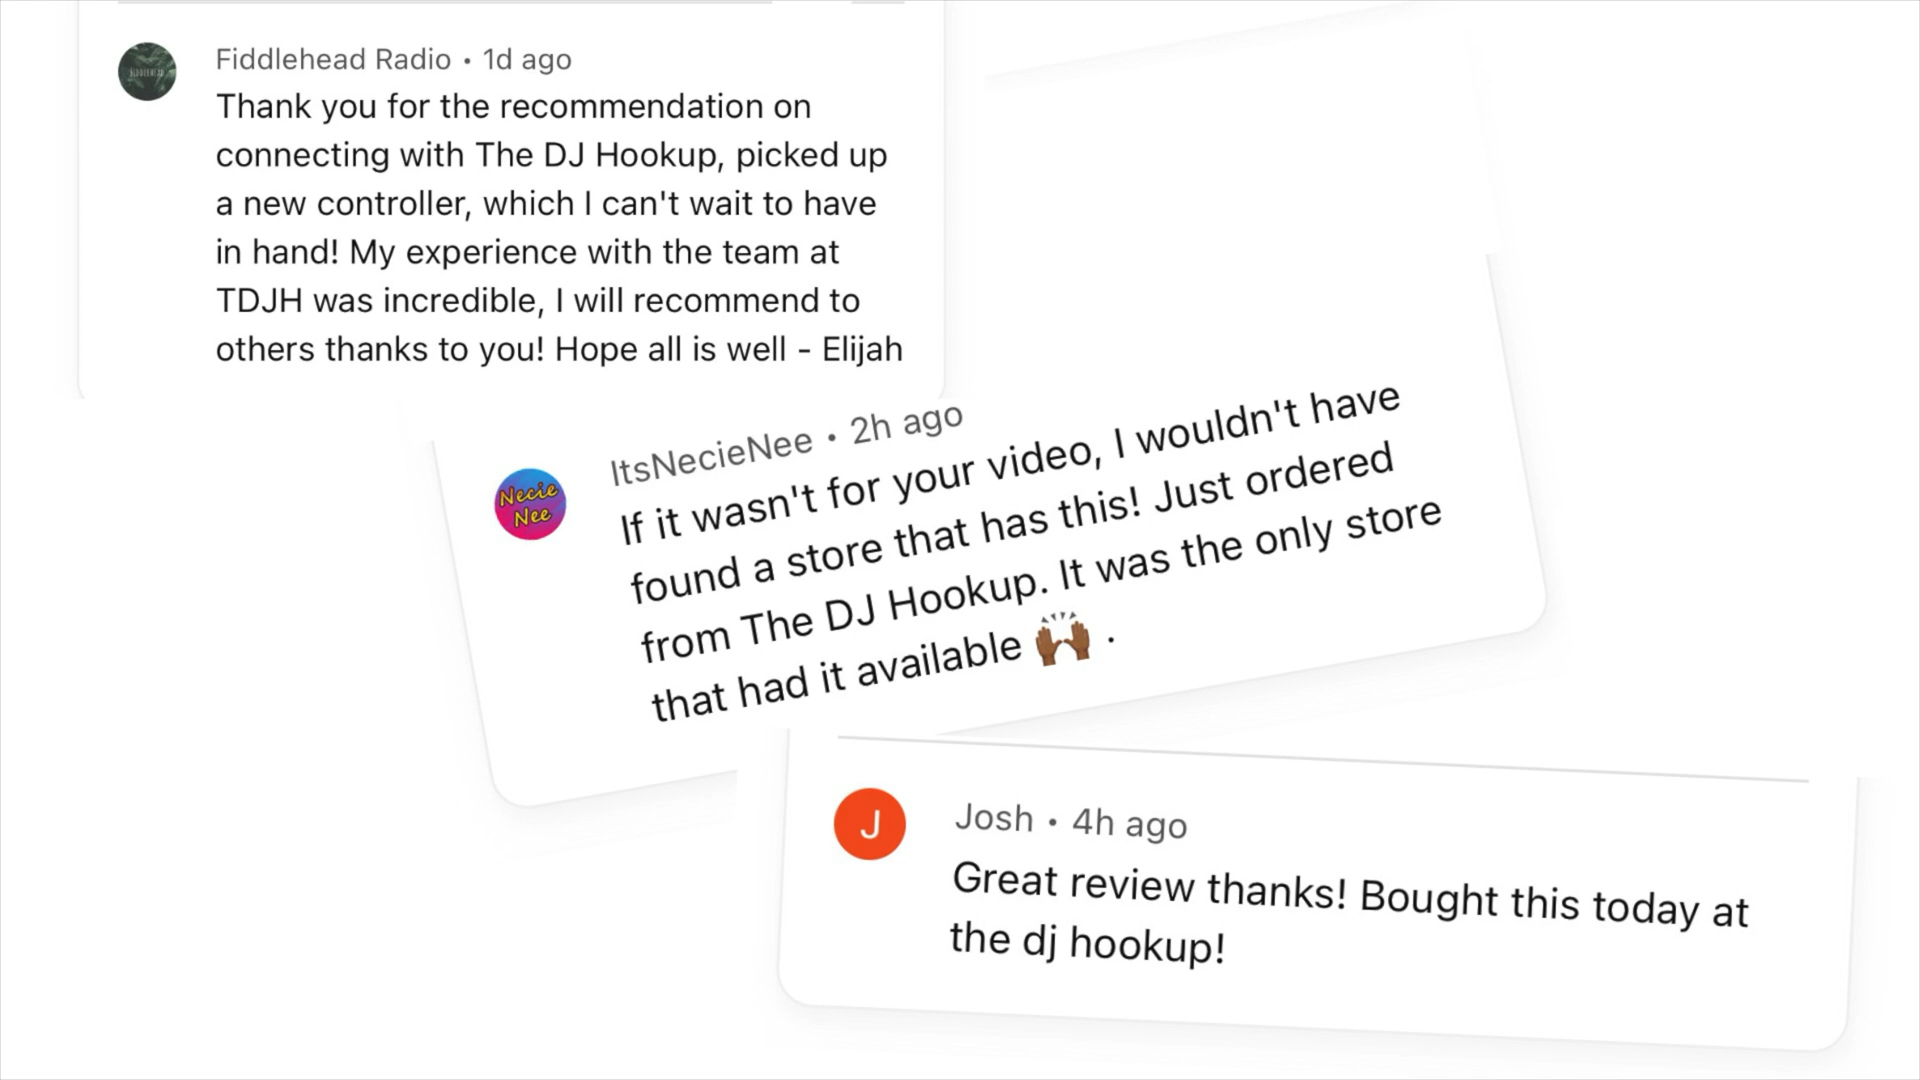 Fiddlehead Radio • 1d ago
Thank you for the recommendation on
connecting with The DJ Hookup, picked up
a new controller, which I can't wait to have
in hand! My experience with the team at
TDJH was incredible, I will recommend to
others thanks to you! Hope all is well - Elijah
ItsNecieNee • 2h ago
Necie
Nee
If it wasn't for your video, I wouldn't have
found a store that has this! Just ordered
from The DJ Hookup. It was the only store
that had it available 🙌🏾 .
J
Josh • 4h ago
Great review thanks! Bought this today at
the dj hookup!